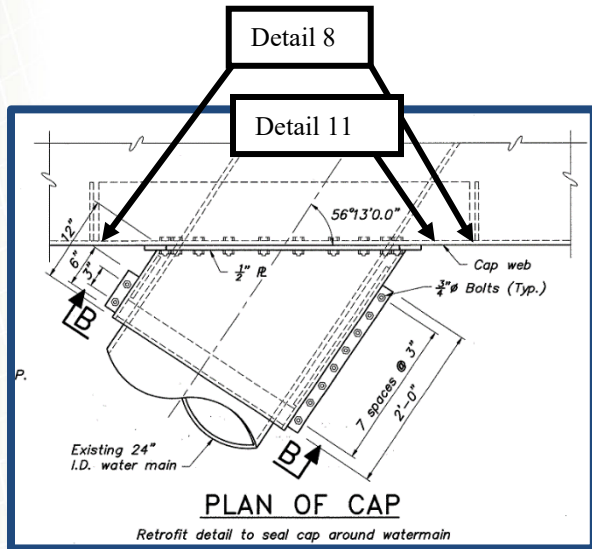 Detail 8
Detail 11
56°13'0.0"
12"
6"
3"
½" ℞
Cap web
¾"ø Bolts (Typ.)
B
7 spaces @ 3"
2'-0"
P.
Existing 24"
I.D. water main
B
PLAN OF CAP
Retrofit detail to seal cap around watermain